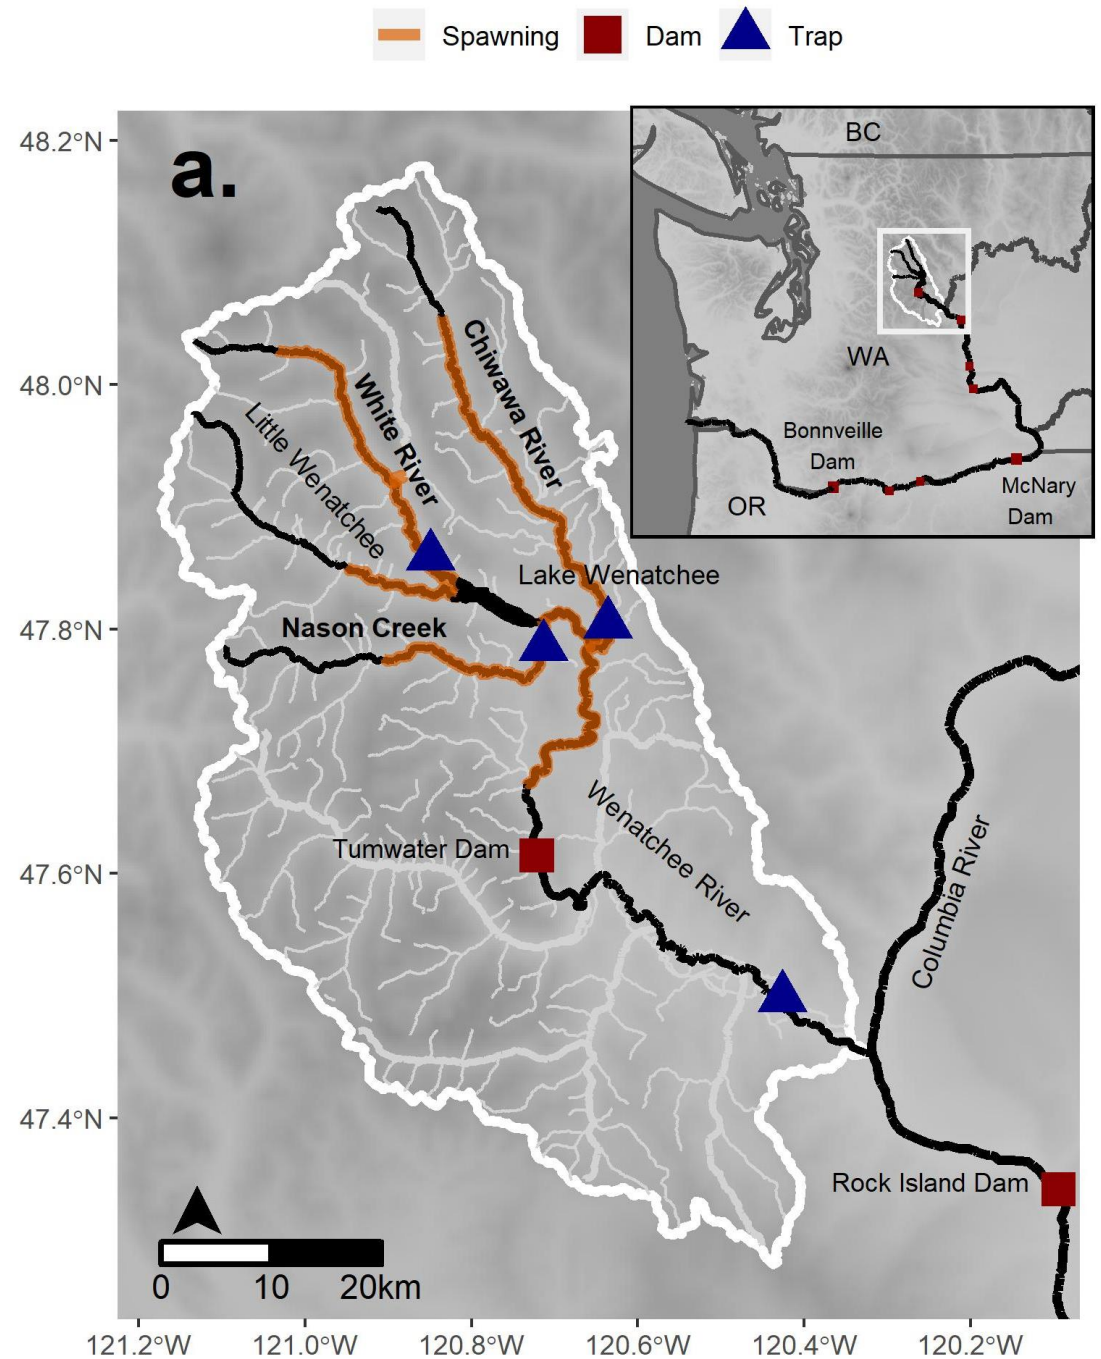 Spawning Dam Trap
a.
BC
WA
Bonnveille
Dam
OR
McNary
Dam
48.2°N
48.0°N
47.8°N
47.6°N
47.4°N
Chiwawa River
White River
Little Wenatchee
Lake Wenatchee
Nason Creek
Wenatchee River
Tumwater Dam
Columbia River
Rock Island Dam
0 10 20km
121.2°W 121.0°W 120.8°W 120.6°W 120.4°W 120.2°W